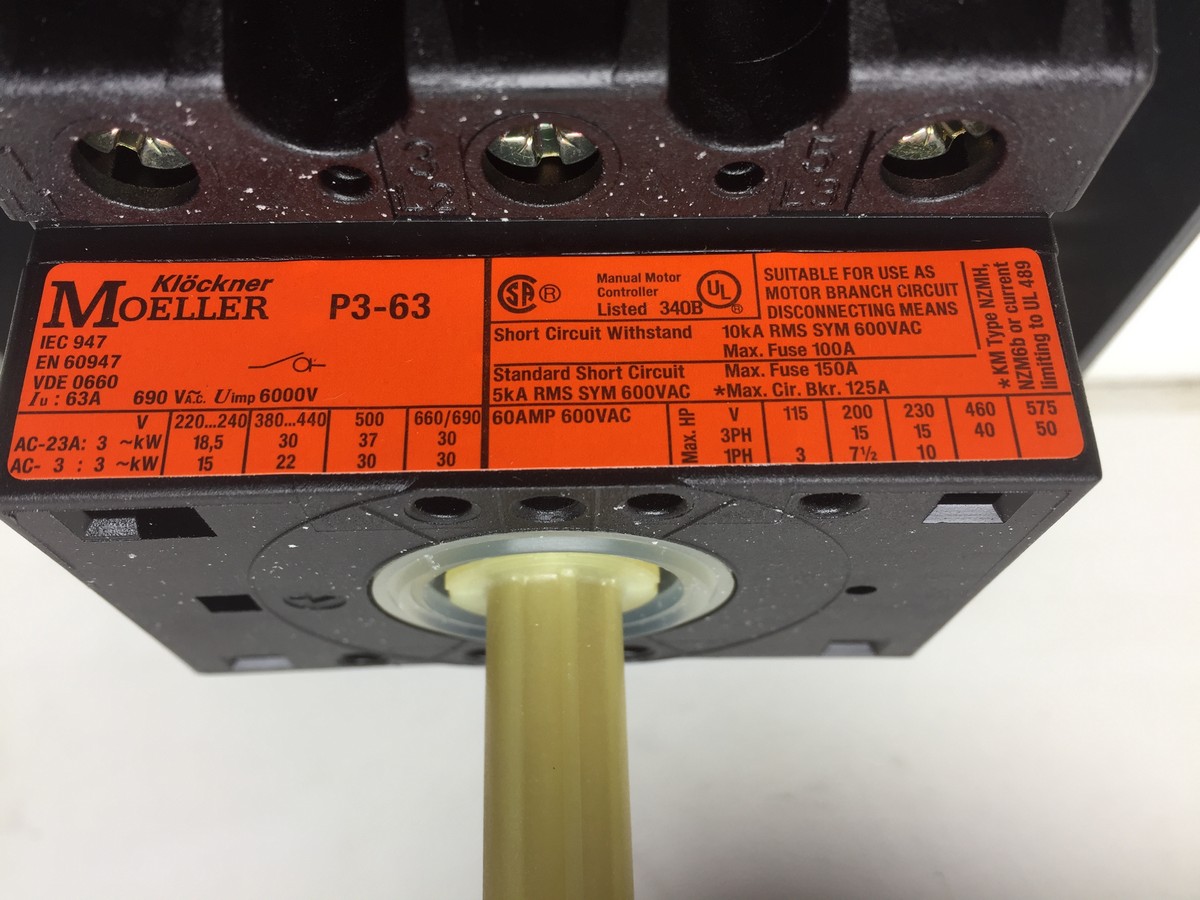 1
3
L2
5
L3
Klöckner
MOELLER
P3-63
IEC 947
EN 60947
VDE 0660
Iu : 63A 690 V a.c. Uimp 6000V
V 220...240 380...440 500 660/690
AC-23A: 3 ~kW 18,5 30 37 30
AC- 3 : 3 ~kW 15 22 30 30
SA ®
Manual Motor
Controller
Listed 340B
UL ®
SUITABLE FOR USE AS
MOTOR BRANCH CIRCUIT
DISCONNECTING MEANS
Short Circuit Withstand 10kA RMS SYM 600VAC
Max. Fuse 100A
Standard Short Circuit Max. Fuse 150A
5kA RMS SYM 600VAC *Max. Cir. Bkr. 125A
*KM Type NZMH,
NZM6b or current
limiting to UL 489
60AMP 600VAC
Max. HP
V 115 200 230 460 575
3PH 15 15 40 50
1PH 3 7½ 10